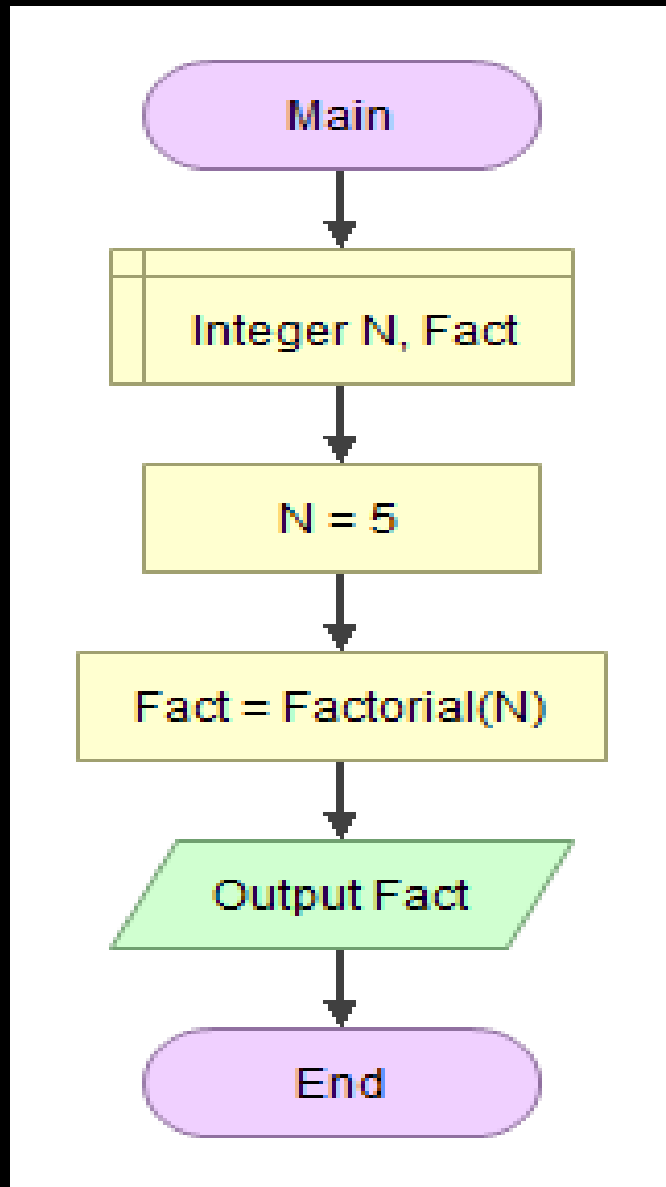 Main
Integer N, Fact
N = 5
Fact = Factorial(N)
Output Fact
End